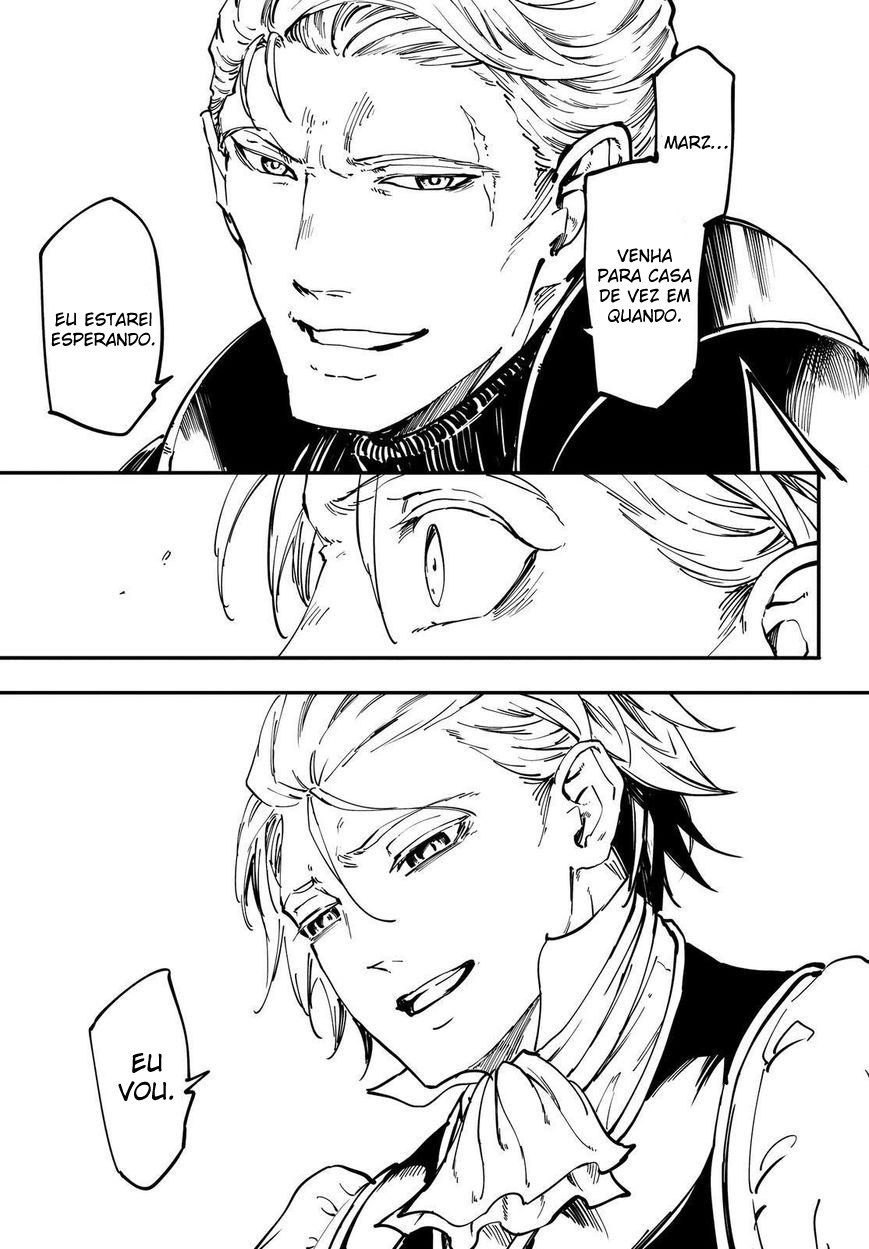 MARZ...
VENHA
PARA CASA
DE VEZ EM
QUANDO.
EU ESTAREI
ESPERANDO.
EU
VOU.